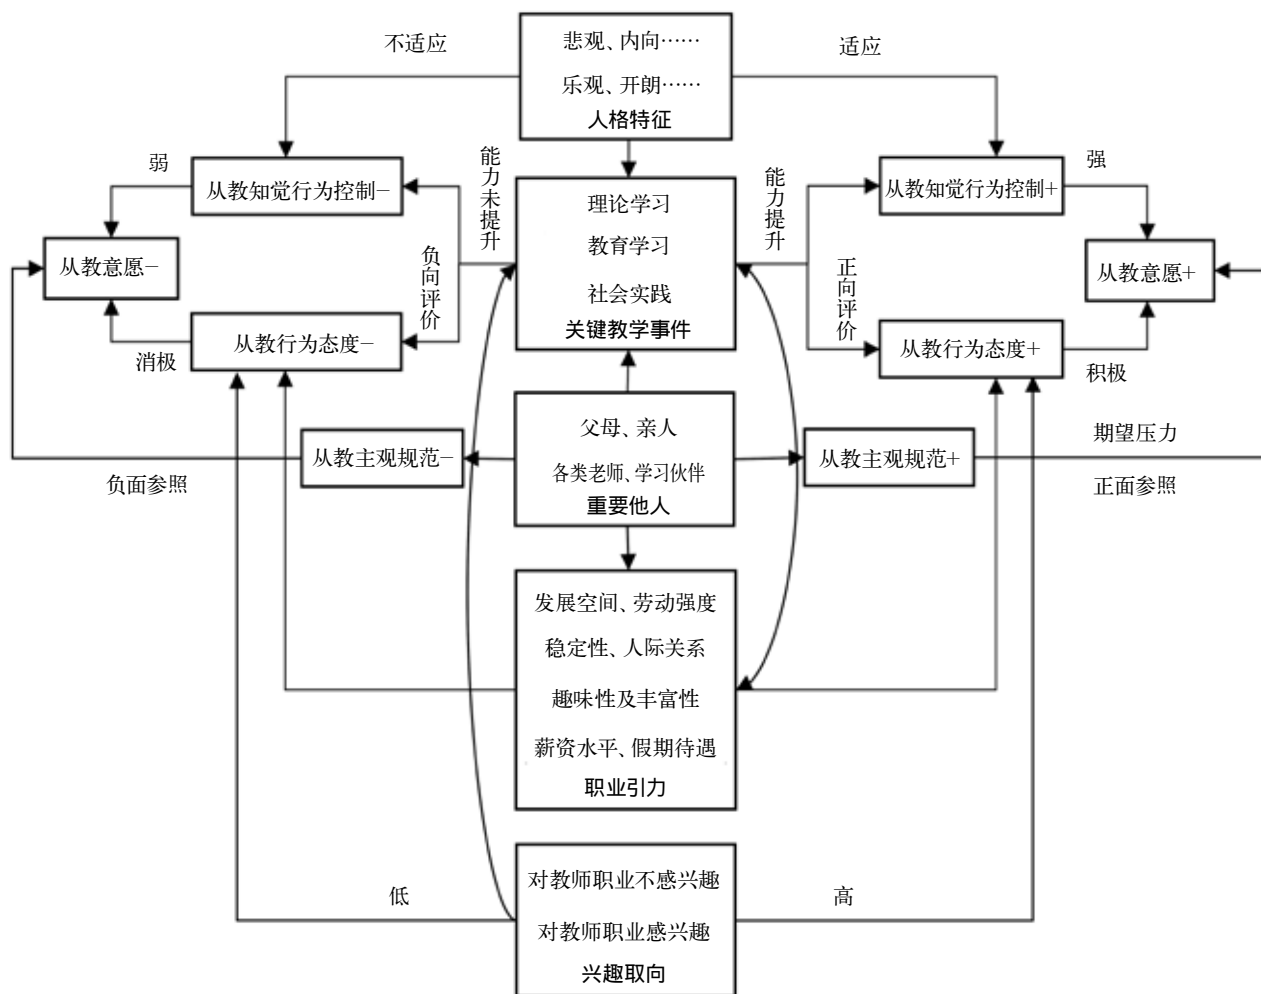 不适应
悲观、内向……
乐观、开朗……
人格特征
适应
弱
从教知觉行为控制−
能力未提升
理论学习
教育学习
社会实践
关键教学事件
能力提升
从教知觉行为控制+
强
从教意愿−
负向评价
正向评价
从教意愿+
消极
从教行为态度−
从教行为态度+
积极
从教主观规范−
负面参照
父母、亲人
各类老师、学习伙伴
重要他人
从教主观规范+
期望压力
正面参照
发展空间、劳动强度
稳定性、人际关系
趣味性及丰富性
薪资水平、假期待遇
职业引力
低
对教师职业不感兴趣
对教师职业感兴趣
兴趣取向
高